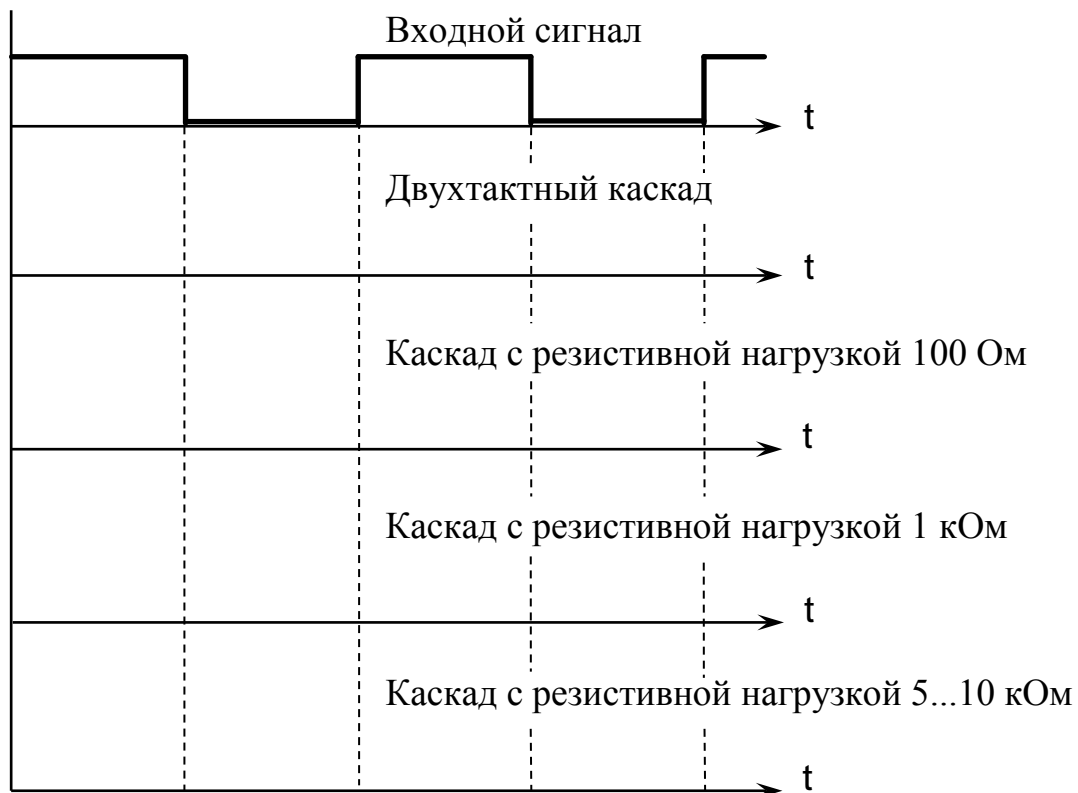 Входной сигнал
t
Двухтактный каскад
t
Каскад с резистивной нагрузкой 100 Ом
t
Каскад с резистивной нагрузкой 1 кОм
t
Каскад с резистивной нагрузкой 5...10 кОм
t